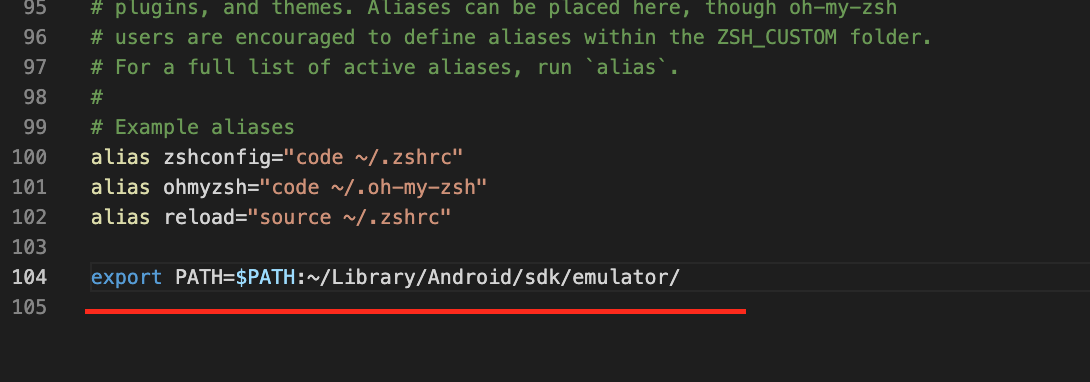 95 # plugins, and themes. Aliases can be placed here, though oh-my-zsh
96 # users are encouraged to define aliases within the ZSH_CUSTOM folder.
97 # For a full list of active aliases, run `alias`.
98 #
99 # Example aliases
100 alias zshconfig="code ~/.zshrc"
101 alias ohmyzsh="code ~/.oh-my-zsh"
102 alias reload="source ~/.zshrc"
103
104 export PATH=$PATH:~/Library/Android/sdk/emulator/
105